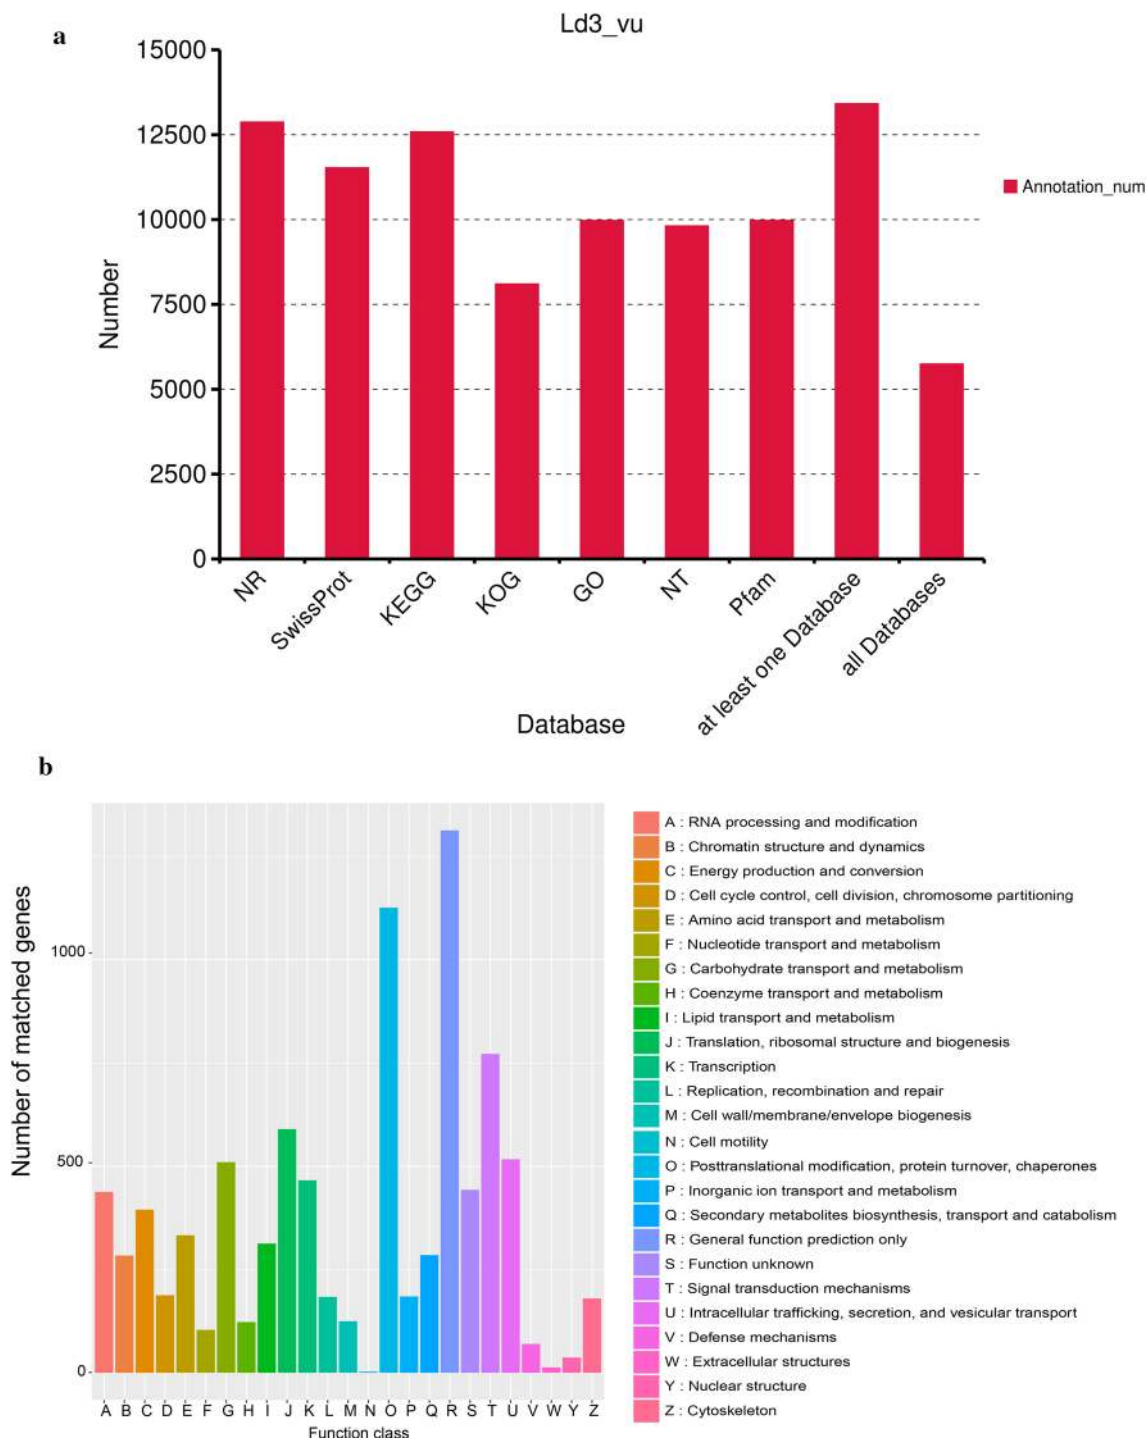 a
Ld3_vu
15000
12500
10000
7500
5000
2500
0
Number
Annotation_num
NR
SwissProt
KEGG
KOG
GO
NT
Pfam
at least one Database
all Databases
Database
b
Number of matched genes
1000
500
0
A B C D E F G H I J K L M N O P Q R S T U V W Y Z
Function class
A : RNA processing and modification
B : Chromatin structure and dynamics
C : Energy production and conversion
D : Cell cycle control, cell division, chromosome partitioning
E : Amino acid transport and metabolism
F : Nucleotide transport and metabolism
G : Carbohydrate transport and metabolism
H : Coenzyme transport and metabolism
I : Lipid transport and metabolism
J : Translation, ribosomal structure and biogenesis
K : Transcription
L : Replication, recombination and repair
M : Cell wall/membrane/envelope biogenesis
N : Cell motility
O : Posttranslational modification, protein turnover, chaperones
P : Inorganic ion transport and metabolism
Q : Secondary metabolites biosynthesis, transport and catabolism
R : General function prediction only
S : Function unknown
T : Signal transduction mechanisms
U : Intracellular trafficking, secretion, and vesicular transport
V : Defense mechanisms
W : Extracellular structures
Y : Nuclear structure
Z : Cytoskeleton